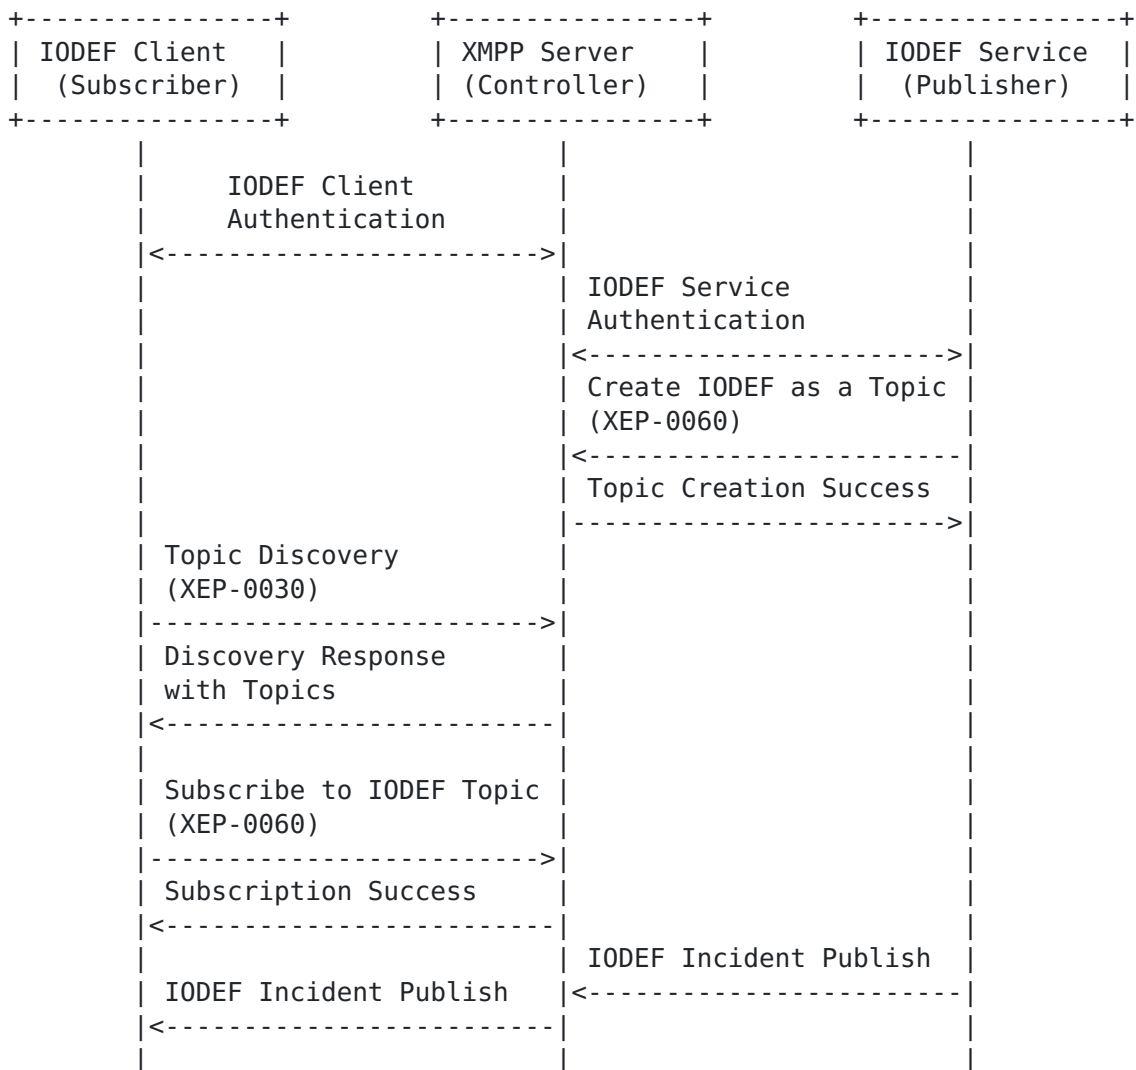 +----------------+         +----------------+         +----------------+
|  IODEF Client  |         |  XMPP Server   |         |  IODEF Service |
|  (Subscriber)  |         |  (Controller)  |         |   (Publisher)  |
+----------------+         +----------------+         +----------------+
IODEF Client
Authentication
IODEF Service
Authentication
Create IODEF as a Topic
(XEP-0060)
Topic Creation Success
Topic Discovery
(XEP-0030)
Discovery Response
with Topics
Subscribe to IODEF Topic
(XEP-0060)
Subscription Success
IODEF Incident Publish
IODEF Incident Publish